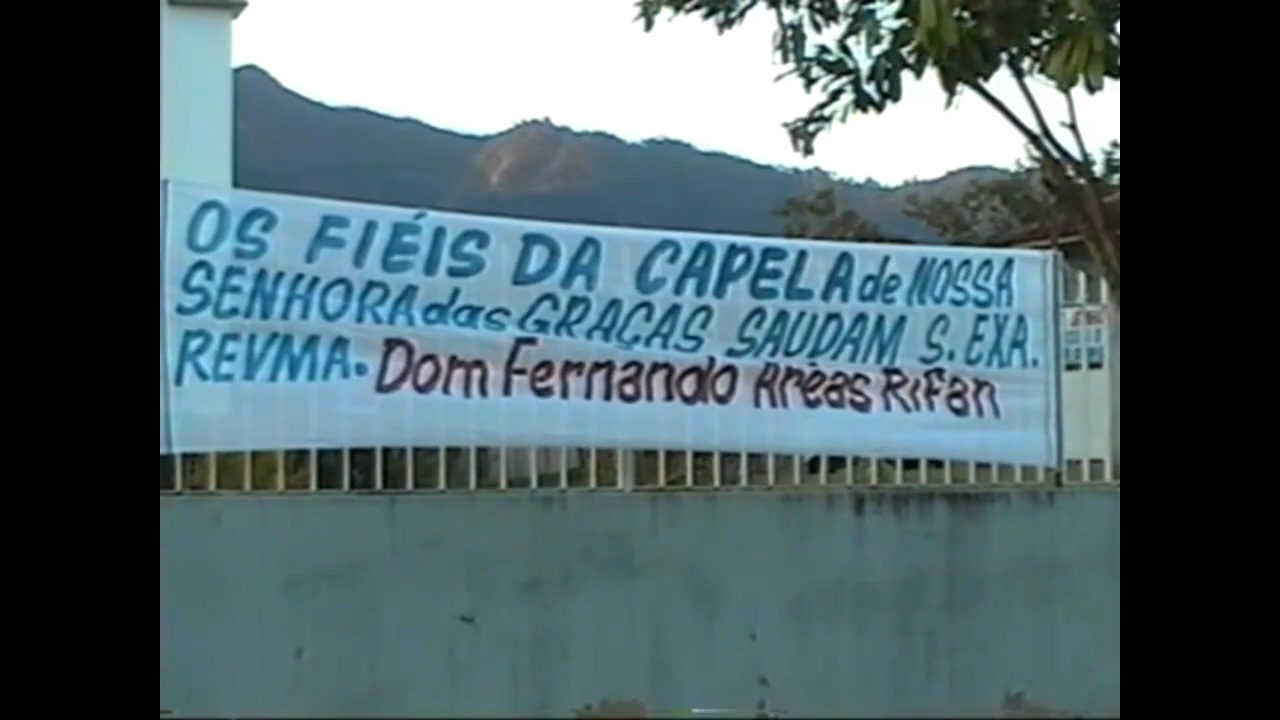 OS FIÉIS DA CAPELA de NOSSA
SENHORA das GRAÇAS SAUDAM S. EXA.
REVMA. Dom Fernando Arêas Rifan